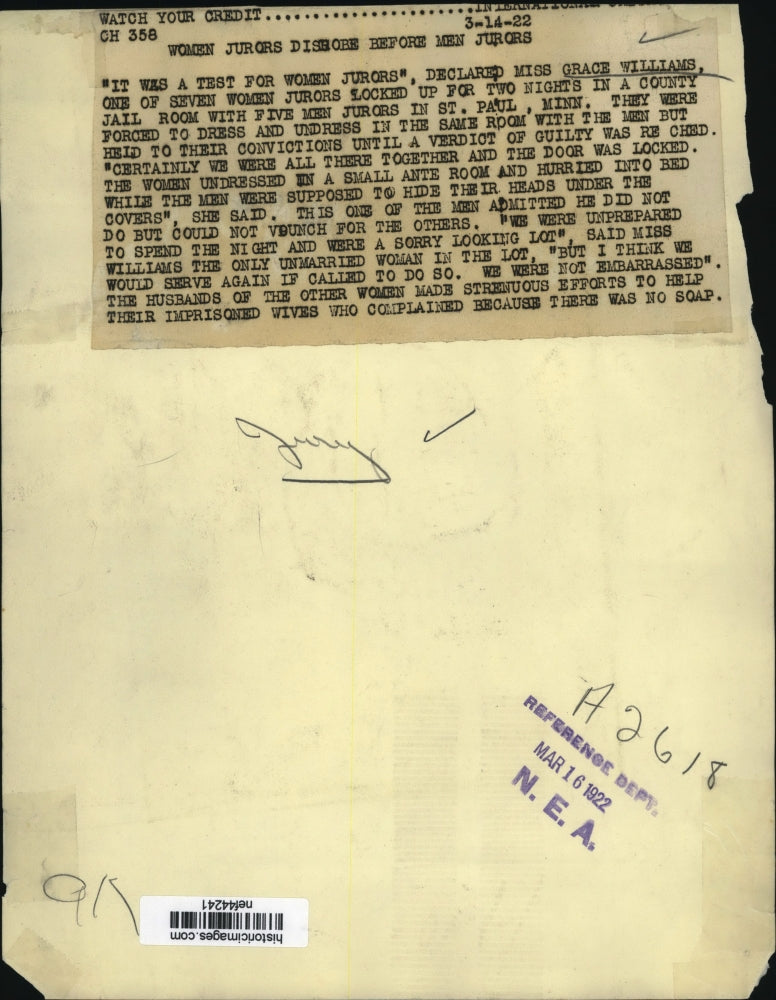 WATCH YOUR CREDIT.........................INTERNATIONAL
3-14-22
CH 358
WOMEN JURORS DISROBE BEFORE MEN JURORS
"IT WAS A TEST FOR WOMEN JURORS", DECLARED MISS GRACE WILLIAMS,
ONE OF SEVEN WOMEN JURORS LOCKED UP FOR TWO NIGHTS IN A COUNTY
JAIL ROOM WITH FIVE MEN JURORS IN ST. PAUL, MINN. THEY WERE
FORCED TO DRESS AND UNDRESS IN THE SAME ROOM WITH THE MEN BUT
HELD TO THEIR CONVICTIONS UNTIL A VERDICT OF GUILTY WAS RE CHED.
"CERTAINLY WE WERE ALL THERE TOGETHER AND THE DOOR WAS LOCKED.
THE WOMEN UNDRESSED IN A SMALL ANTE ROOM AND HURRIED INTO BED
WHILE THE MEN WERE SUPPOSED TO HIDE THEIR HEADS UNDER THE
COVERS", SHE SAID. THIS ONE OF THE MEN ADMITTED HE DID NOT
DO BUT COULD NOT VOUNCH FOR THE OTHERS. "WE WERE UNPREPARED
TO SPEND THE NIGHT AND WERE A SORRY LOOKING LOT", SAID MISS
WILLIAMS THE ONLY UNMARRIED WOMAN IN THE LOT, "BUT I THINK WE
WOULD SERVE AGAIN IF CALLED TO DO SO. WE WERE NOT EMBARRASSED".
THE HUSBANDS OF THE OTHER WOMEN MADE STRENUOUS EFFORTS TO HELP
THEIR IMPRISONED WIVES WHO COMPLAINED BECAUSE THERE WAS NO SOAP.
Jury
A2618
REFERENCE DEPT.
MAR 16 1922
N. E. A.
nef44241
historicimages.com